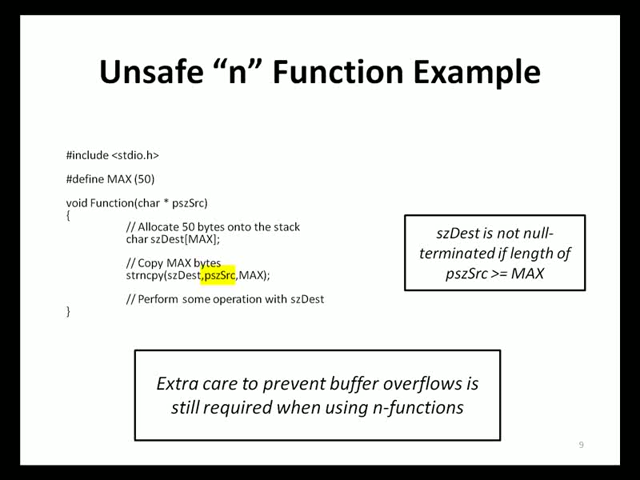 Unsafe “n” Function Example
#include <stdio.h>
#define MAX (50)
void Function(char * pszSrc)
{
// Allocate 50 bytes onto the stack
char szDest[MAX];
// Copy MAX bytes
strncpy(szDest,pszSrc,MAX);
// Perform some operation with szDest
}
szDest is not null-
terminated if length of
pszSrc >= MAX
Extra care to prevent buffer overflows is
still required when using n-functions
9